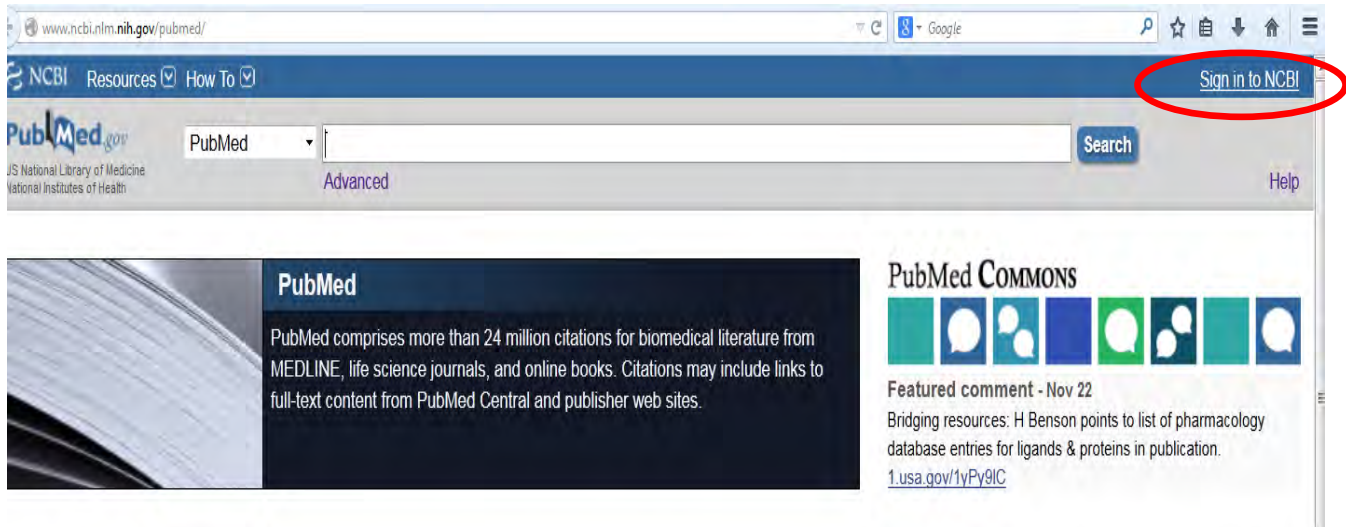 www.ncbi.nlm.nih.gov/pubmed/
8 Google
NCBI Resources How To Sign in to NCBI
PubMed.gov
US National Library of Medicine
National Institutes of Health
PubMed
Search
Advanced
Help
PubMed
PubMed comprises more than 24 million citations for biomedical literature from
MEDLINE, life science journals, and online books. Citations may include links to
full-text content from PubMed Central and publisher web sites.
PubMed COMMONS
Featured comment - Nov 22
Bridging resources: H Benson points to list of pharmacology
database entries for ligands & proteins in publication.
1.usa.gov/1yPy9IC